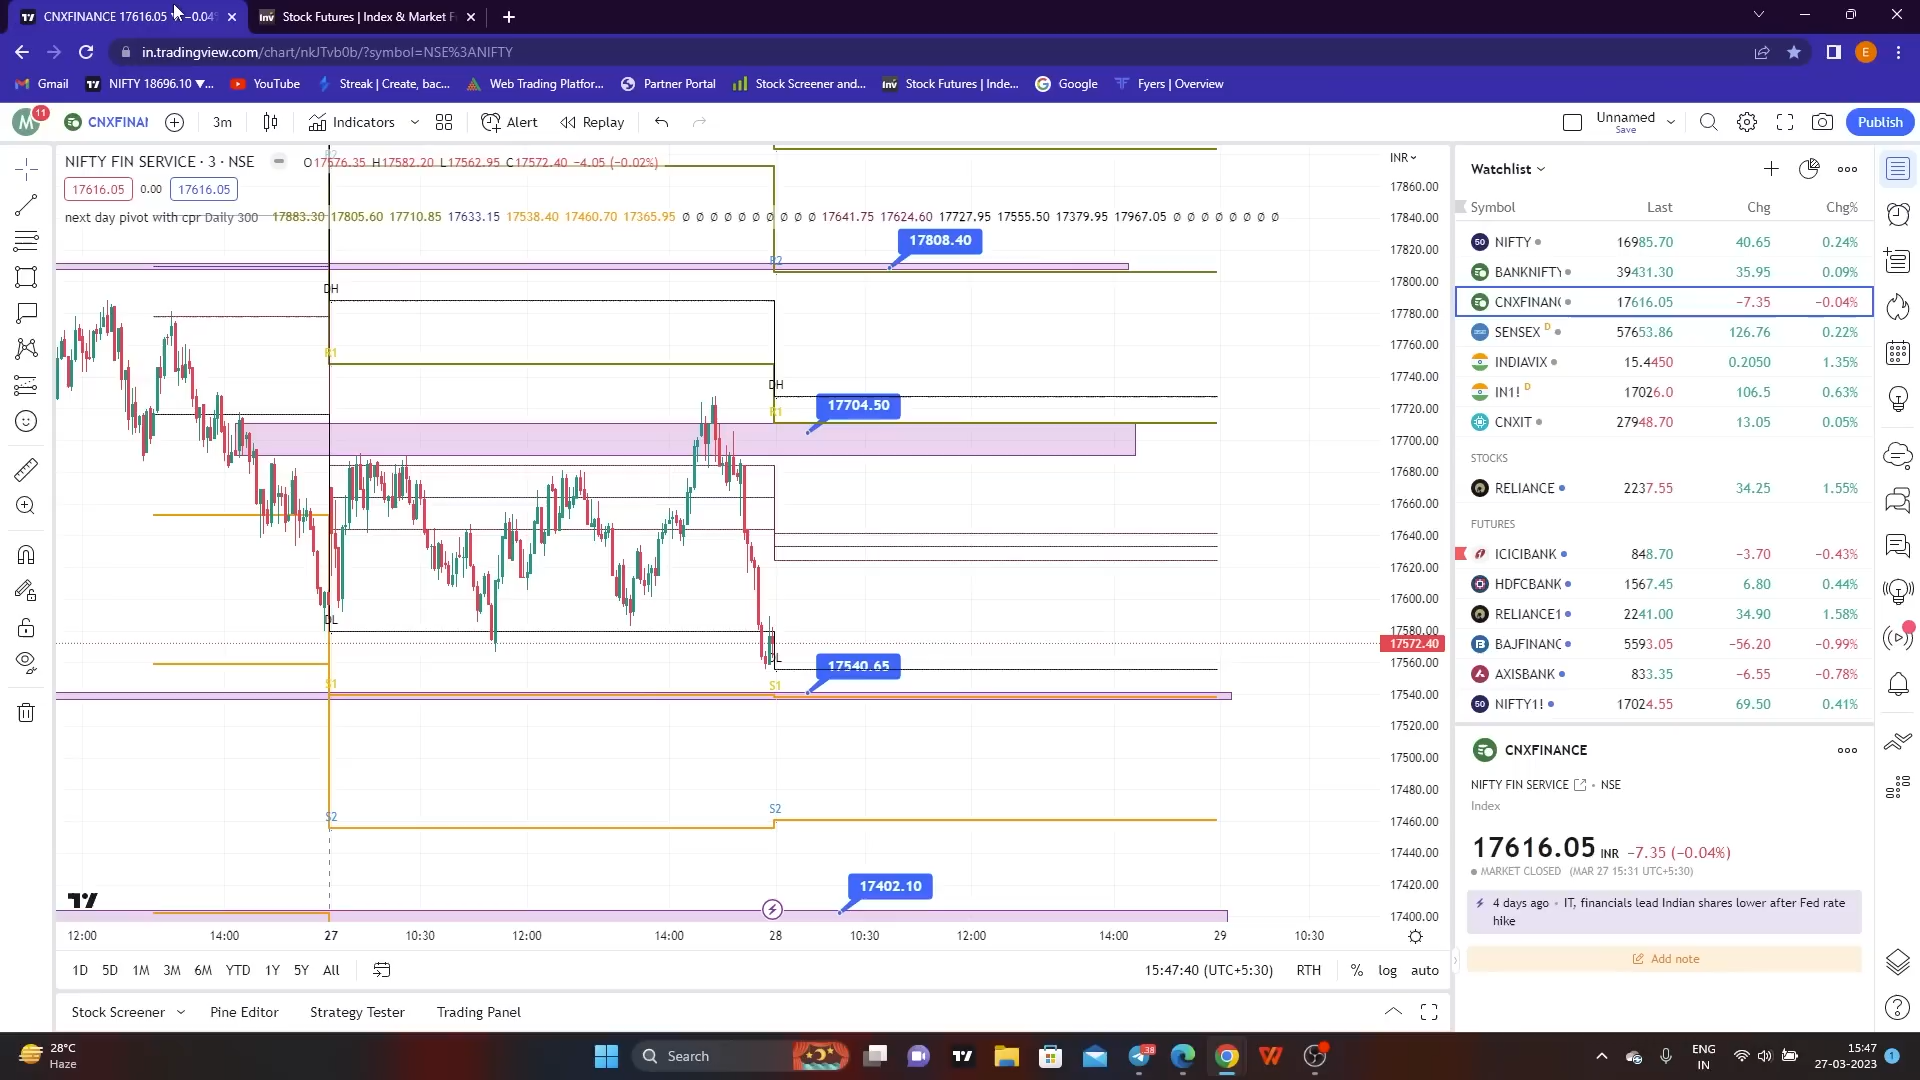 CNXFINANCE 17616.05 ▼ −0.04%
Stock Futures | Index & Market F
in.tradingview.com/chart/nkJTvb0b/?symbol=NSE%3ANIFTY
E
Gmail
NIFTY 18696.10 ▼...
YouTube
Streak | Create, bac...
Web Trading Platfor...
Partner Portal
Stock Screener and...
Inv
Stock Futures | Inde...
Google
Fyers | Overview
M
11
CNXFINAI
3m
Indicators
Alert
Replay
Unnamed
Save
Publish
NIFTY FIN SERVICE · 3 · NSE
O17576.35 H17582.20 L17562.95 C17572.40 −4.05 (−0.02%)
INR
17616.05 0.00 17616.05
next day pivot with cpr Daily 300 17883.30 17805.60 17710.85 17633.15 17538.40 17460.70 17365.95 ø ø ø ø ø ø ø ø ø ø 17641.75 17624.60 17727.95 17555.50 17379.95 17967.05 ø ø ø ø ø ø ø ø
17808.40
R2
DH
R1
DH
17704.50
R1
DL
DL
17540.65
S1
S1
S2
S2
17402.10
17860.00
17840.00
17820.00
17800.00
17780.00
17760.00
17740.00
17720.00
17700.00
17680.00
17660.00
17640.00
17620.00
17600.00
17580.00
17572.40
17560.00
17540.00
17520.00
17500.00
17480.00
17460.00
17440.00
17420.00
17400.00
12:00 14:00 27 10:30 12:00 14:00 28 10:30 12:00 14:00 29 10:30
1D 5D 1M 3M 6M YTD 1Y 5Y All
15:47:40 (UTC+5:30) RTH % log auto
Stock Screener Pine Editor Strategy Tester Trading Panel
Watchlist
Symbol Last Chg Chg%
NIFTY 16985.70 40.65 0.24%
BANKNIFTY 39431.30 35.95 0.09%
CNXFINANC 17616.05 −7.35 −0.04%
SENSEX D 57653.86 126.76 0.22%
INDIAVIX 15.4450 0.2050 1.35%
IN1! D 17026.0 106.5 0.63%
CNXIT 27948.70 13.05 0.05%
STOCKS
RELIANCE 2237.55 34.25 1.55%
FUTURES
ICICIBANK 848.70 −3.70 −0.43%
HDFCBANK 1567.45 6.80 0.44%
RELIANCE1 2241.00 34.90 1.58%
BAJFINANC 5593.05 −56.20 −0.99%
AXISBANK 833.35 −6.55 −0.78%
NIFTY1! 17024.55 69.50 0.41%
CNXFINANCE
NIFTY FIN SERVICE · NSE
Index
17616.05 INR −7.35 (−0.04%)
MARKET CLOSED (MAR 27 15:31 UTC+5:30)
4 days ago · IT, financials lead Indian shares lower after Fed rate
hike
Add note
28°C
Haze
Search
38
ENG
IN
15:47
27-03-2023
1